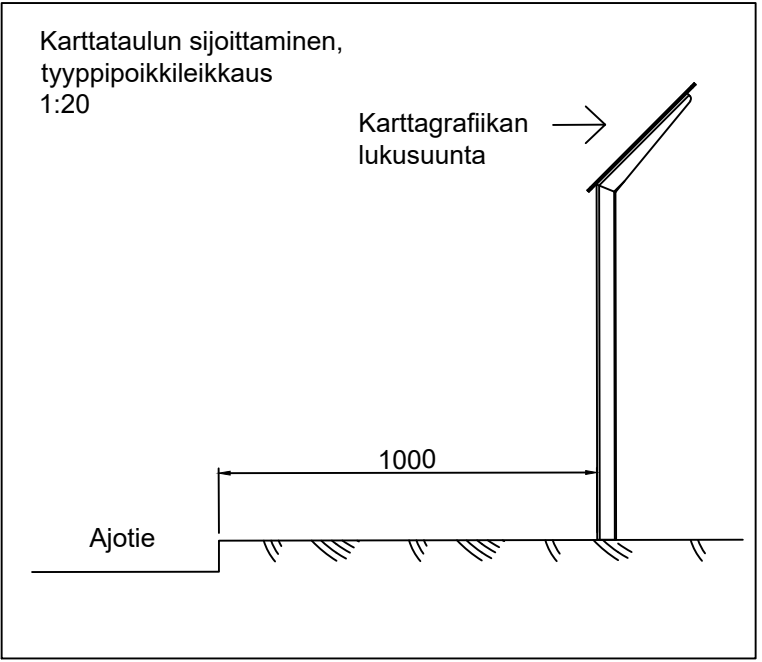 Karttataulun sijoittaminen,
tyyppipoikkileikkaus
1:20
Karttagrafiikan
lukusuunta
1000
Ajotie